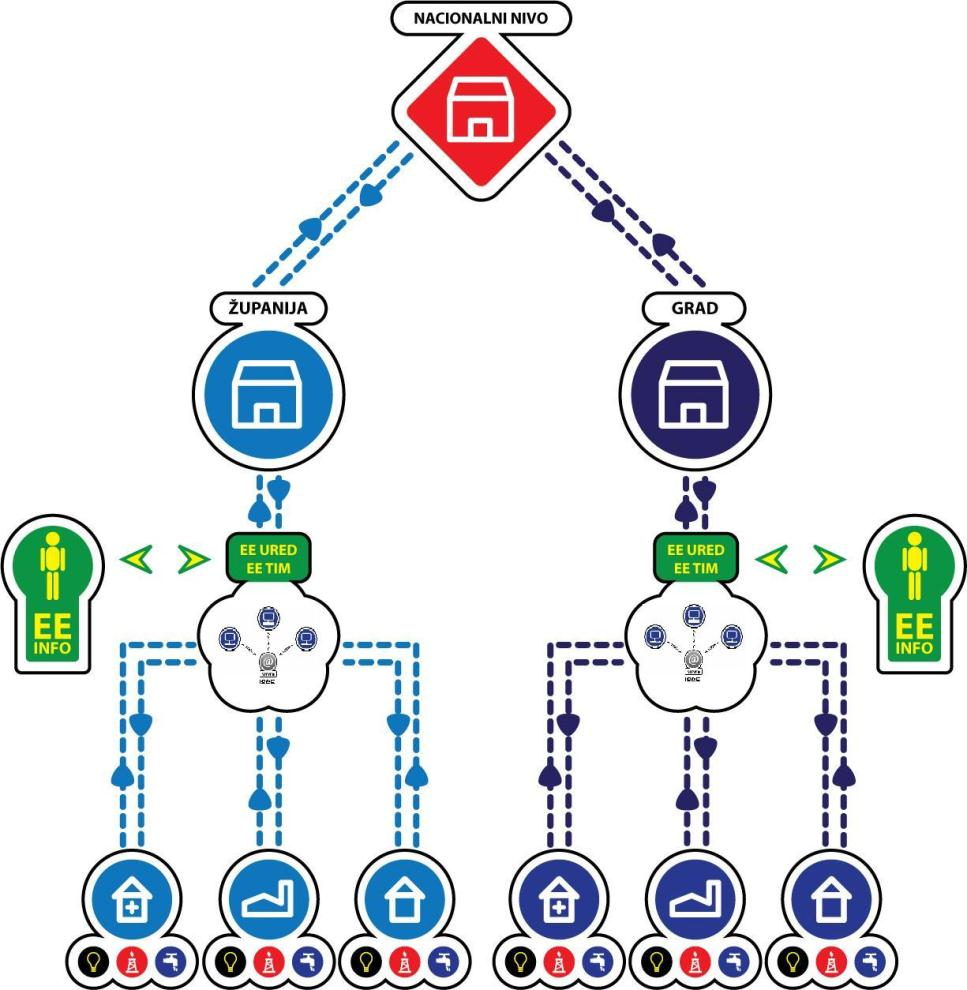 NACIONALNI NIVO
ŽUPANIJA
GRAD
EE URED
EE TIM
EE
INFO
EE URED
EE TIM
EE
INFO